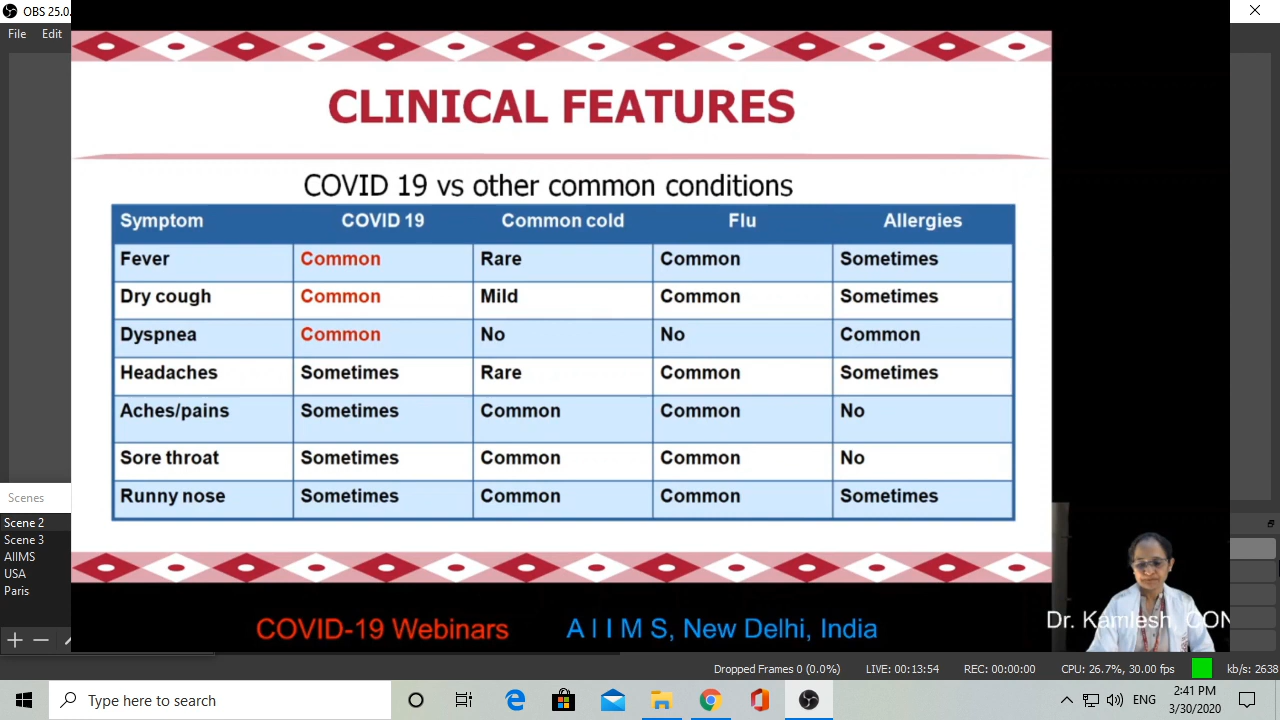 OBS 25.0.
File Edit
CLINICAL FEATURES
COVID 19 vs other common conditions
Symptom COVID 19 Common cold Flu Allergies
Fever Common Rare Common Sometimes
Dry cough Common Mild Common Sometimes
Dyspnea Common No No Common
Headaches Sometimes Rare Common Sometimes
Aches/pains Sometimes Common Common No
Sore throat Sometimes Common Common No
Runny nose Sometimes Common Common Sometimes
Scenes
Scene 2
Scene 3
AIIMS
USA
Paris
Dr. Kamlesh, CON
COVID-19 Webinars A I I M S, New Delhi, India
Dropped Frames 0 (0.0%) LIVE: 00:13:54 REC: 00:00:00 CPU: 26.7%, 30.00 fps kb/s: 2638
Type here to search
ENG
2:41 PM
3/30/2020